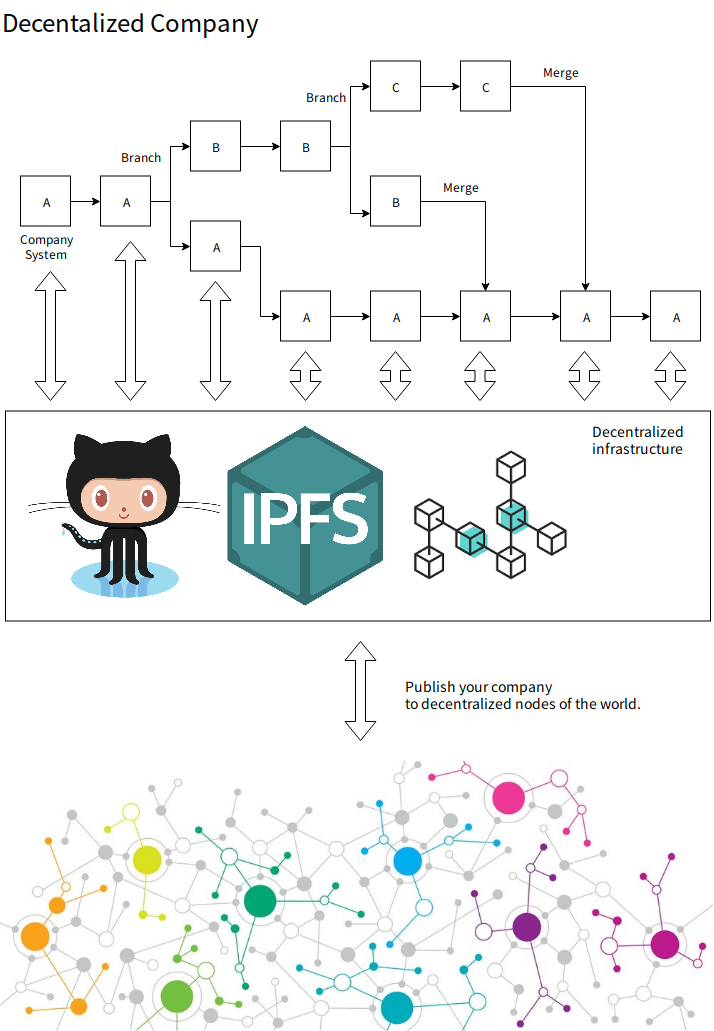 Decentalized Company
Branch
Merge
C
C
Branch
B
B
A
A
B
Merge
Company
System
A
A
A
A
A
A
Decentralized
infrastructure
IPFS
Publish your company
to decentralized nodes of the world.